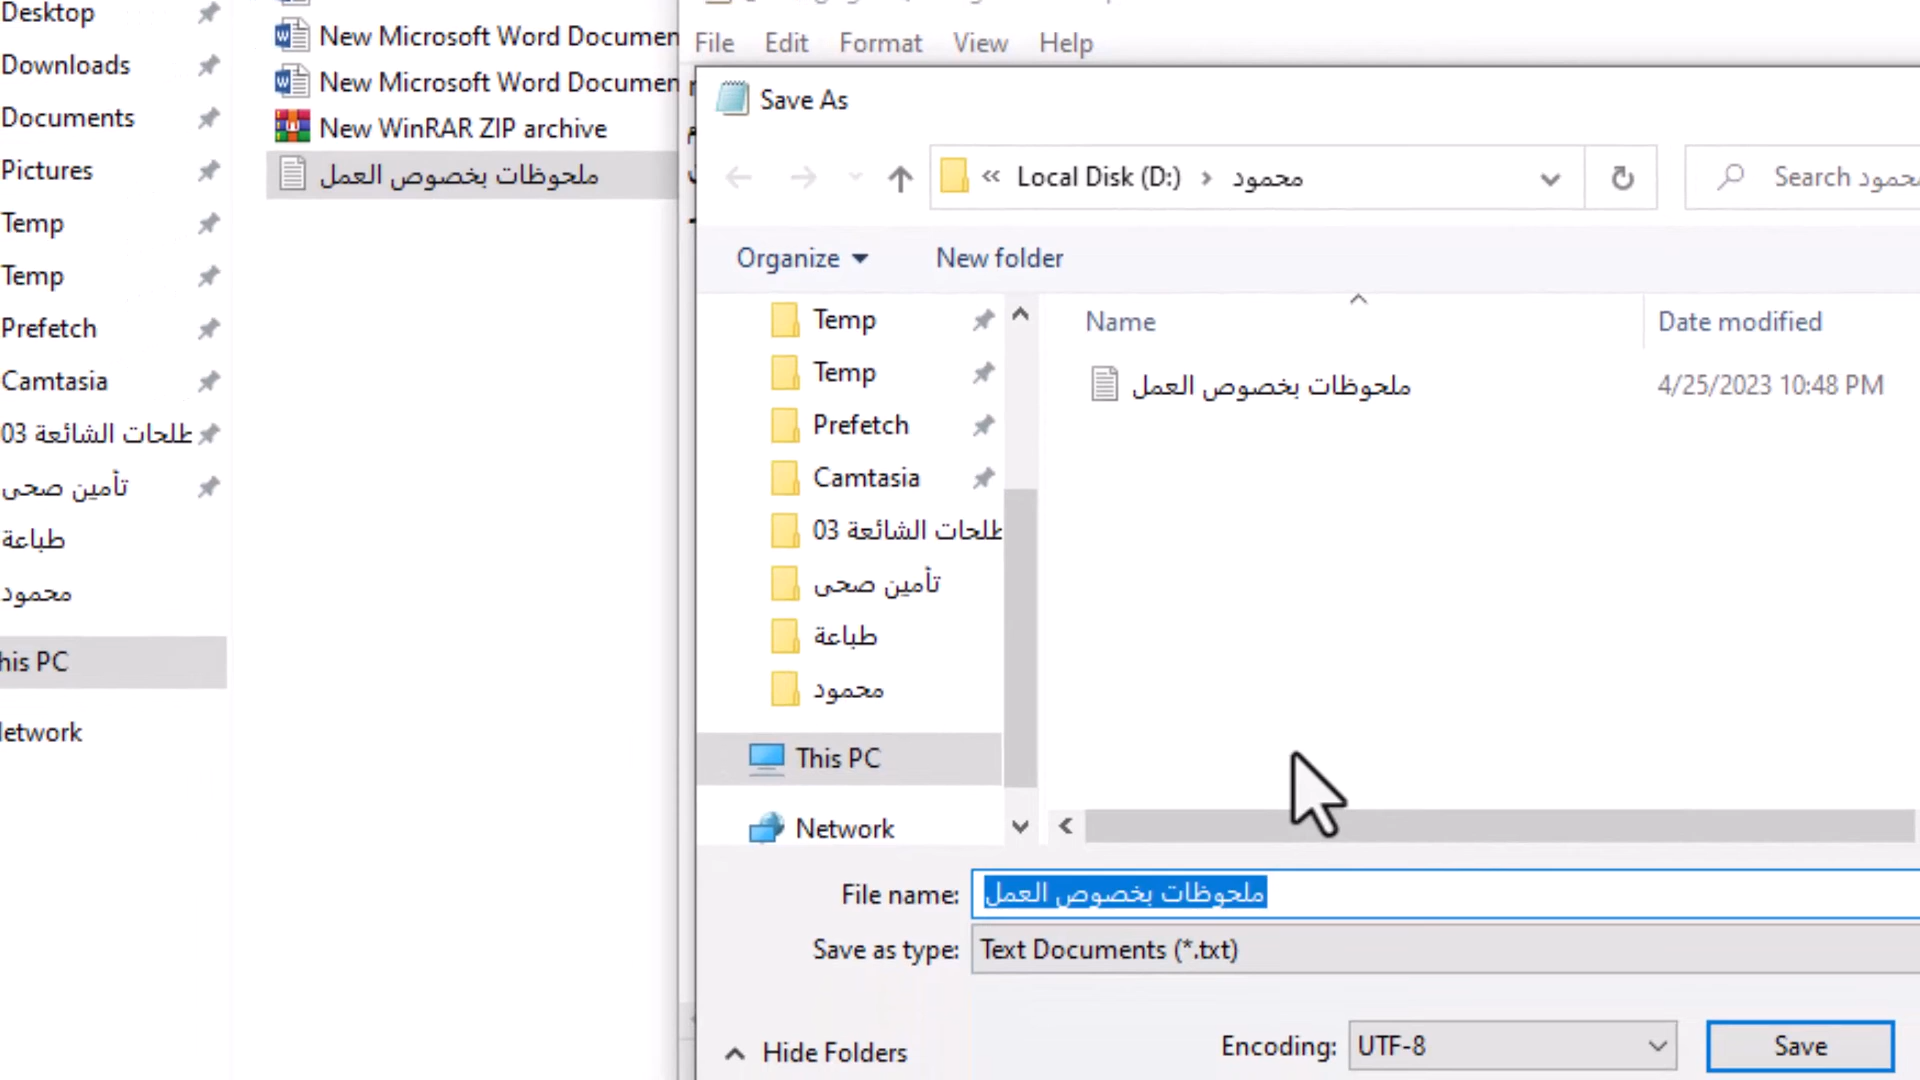 Desktop
Downloads
Documents
Pictures
Temp
Temp
Prefetch
Camtasia
طلحات الشائعة 03
تأمين صحى
طباعة
محمود
his PC
etwork
New Microsoft Word Documen
New Microsoft Word Documen
New WinRAR ZIP archive
ملحوظات بخصوص العمل
File Edit Format View Help
Save As
« Local Disk (D:) › محمود
Search محمود
Organize New folder
Temp
Temp
Prefetch
Camtasia
طلحات الشائعة 03
تأمين صحى
طباعة
محمود
This PC
Network
Name Date modified
ملحوظات بخصوص العمل 4/25/2023 10:48 PM
File name: ملحوظات بخصوص العمل
Save as type: Text Documents (*.txt)
Hide Folders Encoding: UTF-8 Save